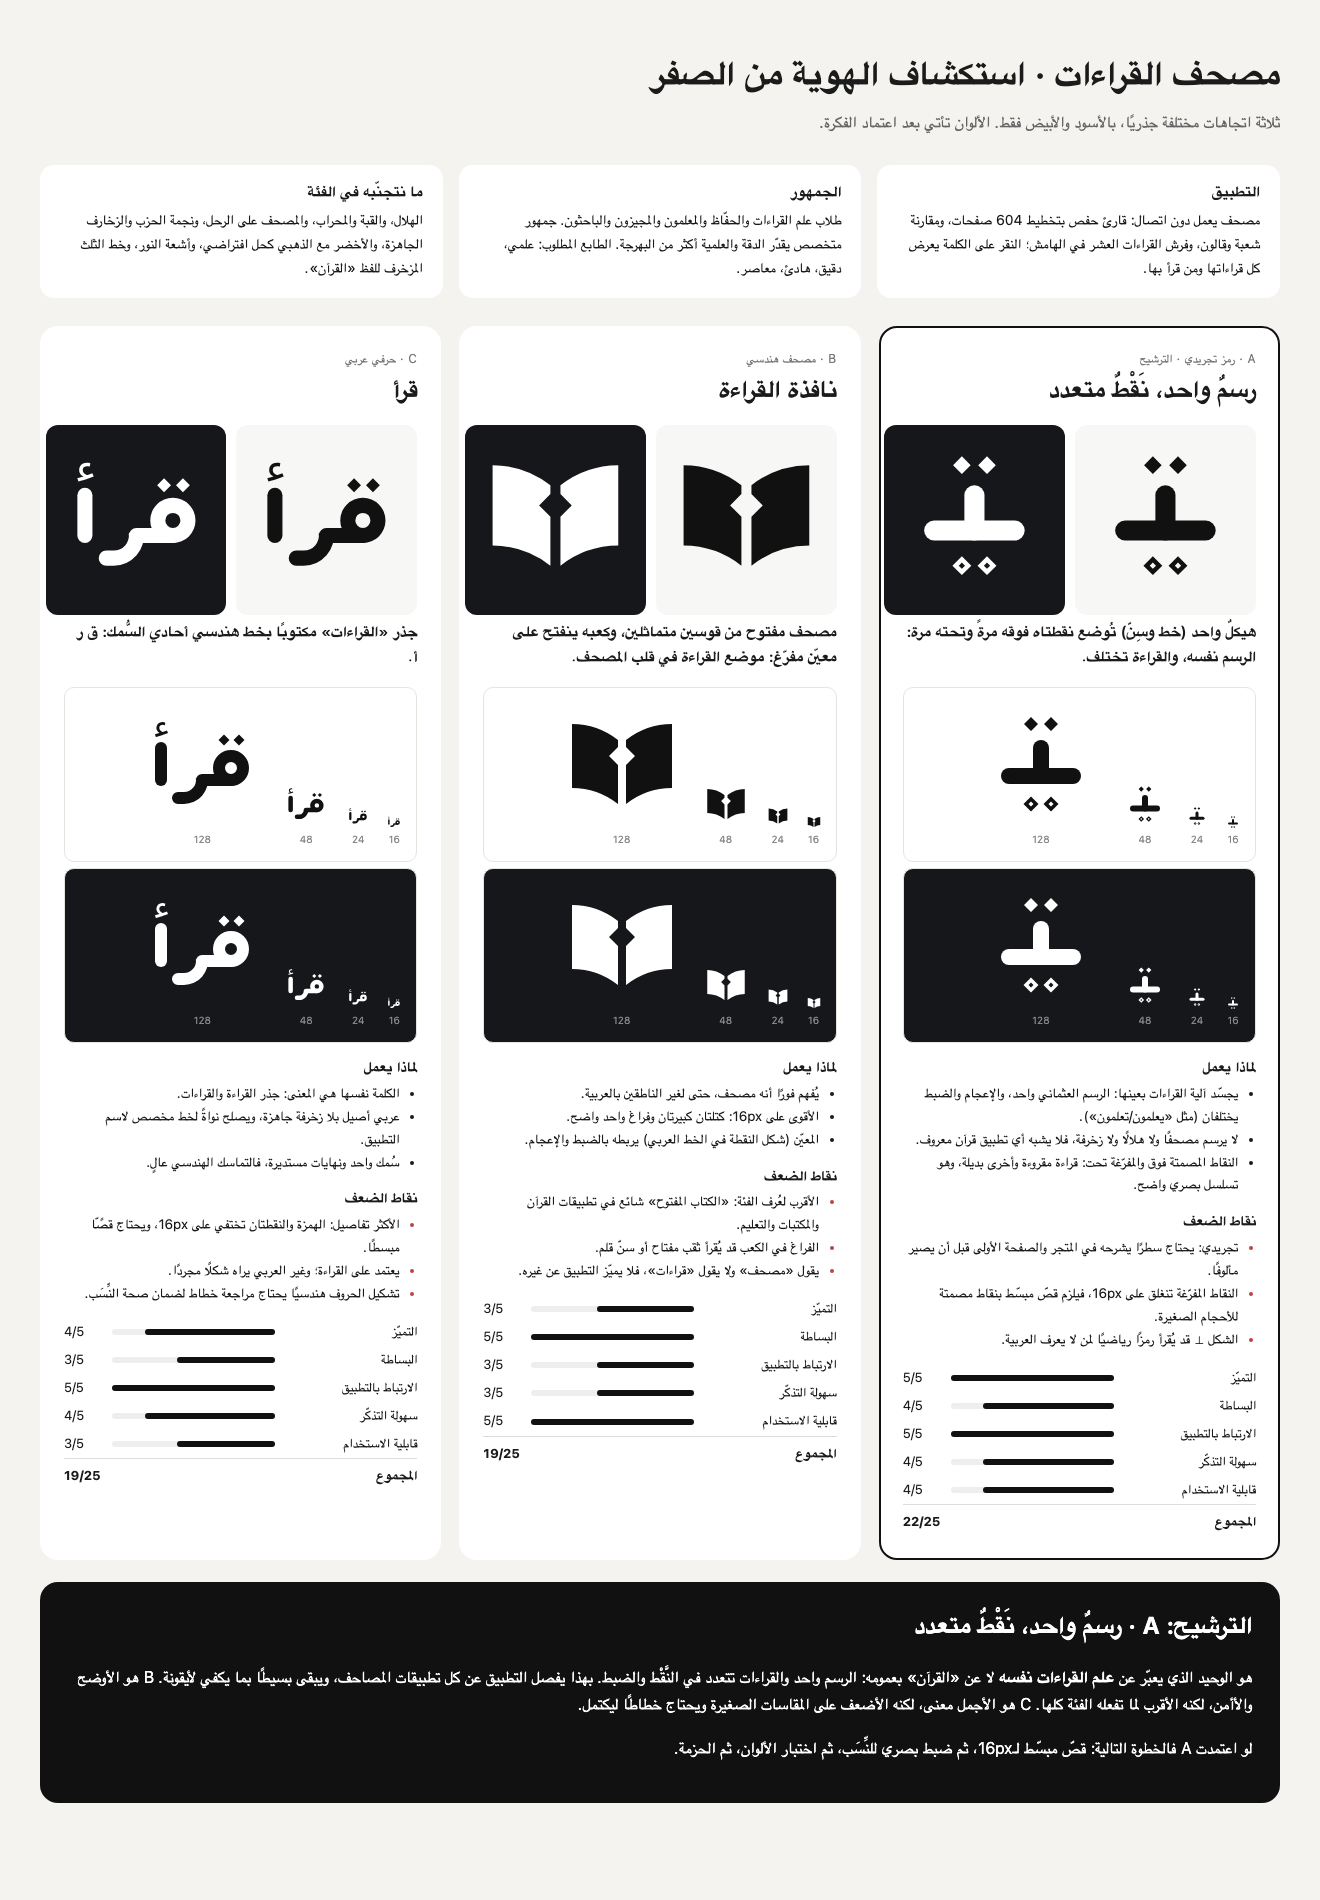 مصحف القراءات · استكشاف الهوية من الصفر
ثلاثة اتجاهات مختلفة جذريًا، بالأسود والأبيض فقط. الألوان تأتي بعد اعتماد الفكرة.
التطبيق
مصحف يعمل دون اتصال: قارئ حفص بتخطيط 604 صفحات، ومقارنة
شعبة وقالون، وفرش القراءات العشر في الهامش؛ النقر على الكلمة يعرض
كل قراءاتها ومن قرأ بها.
الجمهور
طلاب علم القراءات والحفّاظ والمعلمون والمجيزون والباحثون. جمهور
متخصص يقدّر الدقة والعلمية أكثر من البهرجة. الطابع المطلوب: علمي،
دقيق، هادئ، معاصر.
ما نتجنّبه في الفئة
الهلال، والقبة والمحراب، والمصحف على الرحل، ونجمة الحزب والزخارف
الجاهزة، والأخضر مع الذهبي كحل افتراضي، وأشعة النور، وخط الثلث
المزخرف للفظ «القرآن».
A · رمز تجريدي · الترشيح
رسمٌ واحد، نَقْطٌ متعدد
هيكلٌ واحد (خط وسِنّ) تُوضع نقطتاه فوقه مرةً وتحته مرة:
الرسم نفسه، والقراءة تختلف.
128
48
24
16
128
48
24
16
لماذا يعمل
• يجسّد آلية القراءات بعينها: الرسم العثماني واحد، والإعجام والضبط
يختلفان (مثل «يعلمون/تعلمون»).
• لا يرسم مصحفًا ولا هلالًا ولا زخرفة، فلا يشبه أي تطبيق قرآن معروف.
• النقاط المصمتة فوق والمفرّغة تحت: قراءة مقروءة وأخرى بديلة، وهو
تسلسل بصري واضح.
نقاط الضعف
• تجريدي: يحتاج سطرًا يشرحه في المتجر والصفحة الأولى قبل أن يصير
مألوفًا.
• النقاط المفرّغة تنغلق على 16px، فيلزم قصّ مبسّط بنقاط مصمتة
للأحجام الصغيرة.
• الشكل ⊥ قد يُقرأ رمزًا رياضيًا لمن لا يعرف العربية.
التميّز 5/5
البساطة 4/5
الارتباط بالتطبيق 5/5
سهولة التذكّر 4/5
قابلية الاستخدام 4/5
المجموع 22/25
B · مصحف هندسي
نافذة القراءة
مصحف مفتوح من قوسين متماثلين، وكعبه ينفتح على
معيّن مفرّغ: موضع القراءة في قلب المصحف.
128
48
24
16
128
48
24
16
لماذا يعمل
• يُفهم فورًا أنه مصحف، حتى لغير الناطقين بالعربية.
• الأقوى على 16px: كتلتان كبيرتان وفراغ واحد واضح.
• المعيّن (شكل النقطة في الخط العربي) يربطه بالضبط والإعجام.
نقاط الضعف
• الأقرب لعُرف الفئة: «الكتاب المفتوح» شائع في تطبيقات القرآن
والمكتبات والتعليم.
• الفراغ في الكعب قد يُقرأ ثقب مفتاح أو سنّ قلم.
• يقول «مصحف» ولا يقول «قراءات»، فلا يميّز التطبيق عن غيره.
التميّز 3/5
البساطة 5/5
الارتباط بالتطبيق 3/5
سهولة التذكّر 3/5
قابلية الاستخدام 5/5
المجموع 19/25
C · حرفي عربي
قرأ
قرأ
قرأ
جذر «القراءات» مكتوبًا بخط هندسي أحادي السُّمك: ق ر
أ.
قرأ
قرأ
قرأ
قرأ
128
48
24
16
قرأ
قرأ
قرأ
قرأ
128
48
24
16
لماذا يعمل
• الكلمة نفسها هي المعنى: جذر القراءة والقراءات.
• عربي أصيل بلا زخرفة جاهزة، ويصلح نواةً لخط مخصص لاسم
التطبيق.
• سُمك واحد ونهايات مستديرة، فالتماسك الهندسي عالٍ.
نقاط الضعف
• الأكثر تفاصيل: الهمزة والنقطتان تختفي على 16px، ويحتاج قصًّا
مبسطًا.
• يعتمد على القراءة؛ وغير العربي يراه شكلًا مجردًا.
• تشكيل الحروف هندسيًا يحتاج مراجعة خطاط لضمان صحة النِّسَب.
التميّز 4/5
البساطة 3/5
الارتباط بالتطبيق 5/5
سهولة التذكّر 4/5
قابلية الاستخدام 3/5
المجموع 19/25
الترشيح: A · رسمٌ واحد، نَقْطٌ متعدد
هو الوحيد الذي يعبّر عن علم القراءات نفسه لا عن «القرآن» بعمومه: الرسم واحد والقراءات تتعدد في النَّقْط والضبط. بهذا يفصل التطبيق عن كل تطبيقات المصاحف، ويبقى بسيطًا بما يكفي لأيقونة. B هو الأوضح
والأأمن، لكنه الأقرب لما تفعله الفئة كلها. C هو الأجمل معنى، لكنه الأضعف على المقاسات الصغيرة ويحتاج خطاطًا ليكتمل.
لو اعتمدت A فالخطوة التالية: قصّ مبسّط لـ16px، ثم ضبط بصري للنِّسَب، ثم اختبار الألوان، ثم الحزمة.